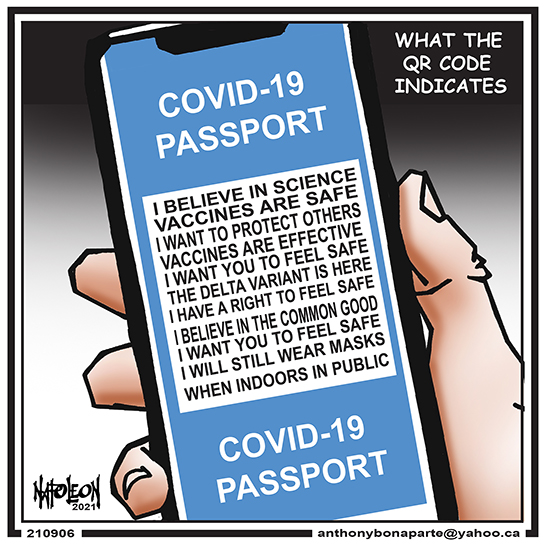 WHAT THE
QR CODE
INDICATES
COVID-19
PASSPORT
I BELIEVE IN SCIENCE
VACCINES ARE SAFE
I WANT TO PROTECT OTHERS
VACCINES ARE EFFECTIVE
I WANT YOU TO FEEL SAFE
THE DELTA VARIANT IS HERE
I HAVE A RIGHT TO FEEL SAFE
I BELIEVE IN THE COMMON GOOD
I WANT YOU TO FEEL SAFE
I WILL STILL WEAR MASKS
WHEN INDOORS IN PUBLIC
COVID-19
PASSPORT
NAPOLEON
2021
210906
anthonybonaparte@yahoo.ca